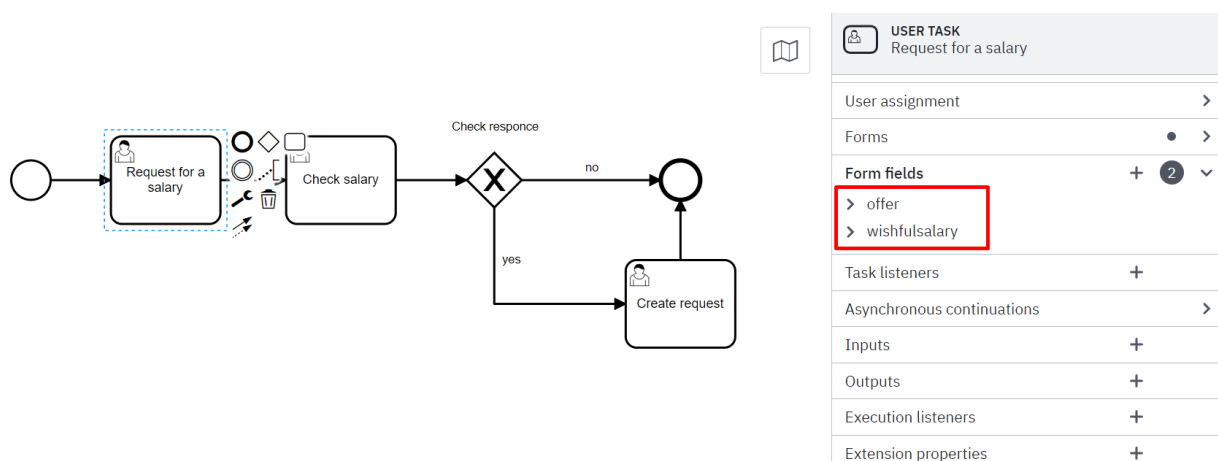 Request for a
salary
Check salary
Check responce
no
yes
Create request
USER TASK
Request for a salary
User assignment
Forms
Form fields
2
offer
wishfulsalary
Task listeners
Asynchronous continuations
Inputs
Outputs
Execution listeners
Extension properties